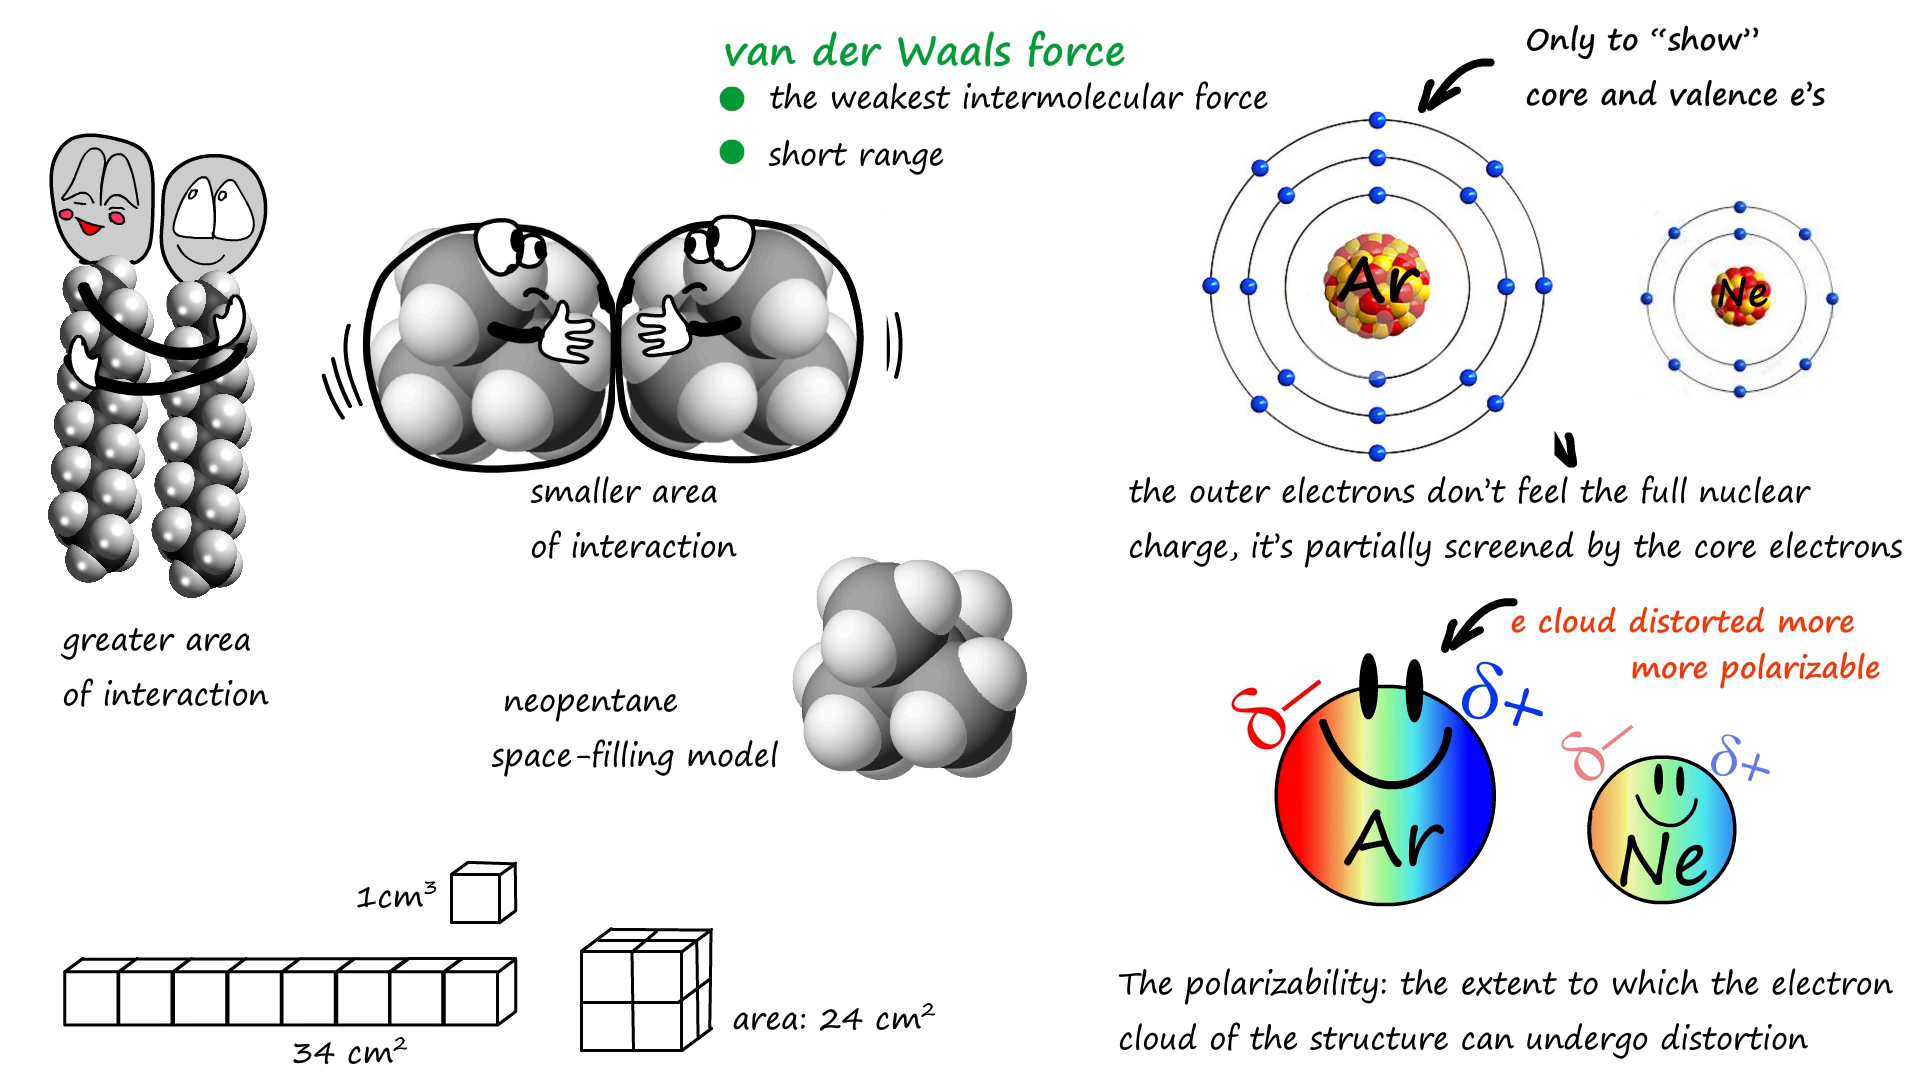 van der Waals force
the weakest intermolecular force
short range
Only to “show”
core and valence e's
Ar
Ne
smaller area
of interaction
the outer electrons don't feel the full nuclear
charge, it's partially screened by the core electrons
greater area
of interaction
neopentane
space-filling model
e cloud distorted more
more polarizable
δ−
δ+
Ar
δ−
δ+
Ne
1cm³
34 cm²
area: 24 cm²
The polarizability: the extent to which the electron
cloud of the structure can undergo distortion